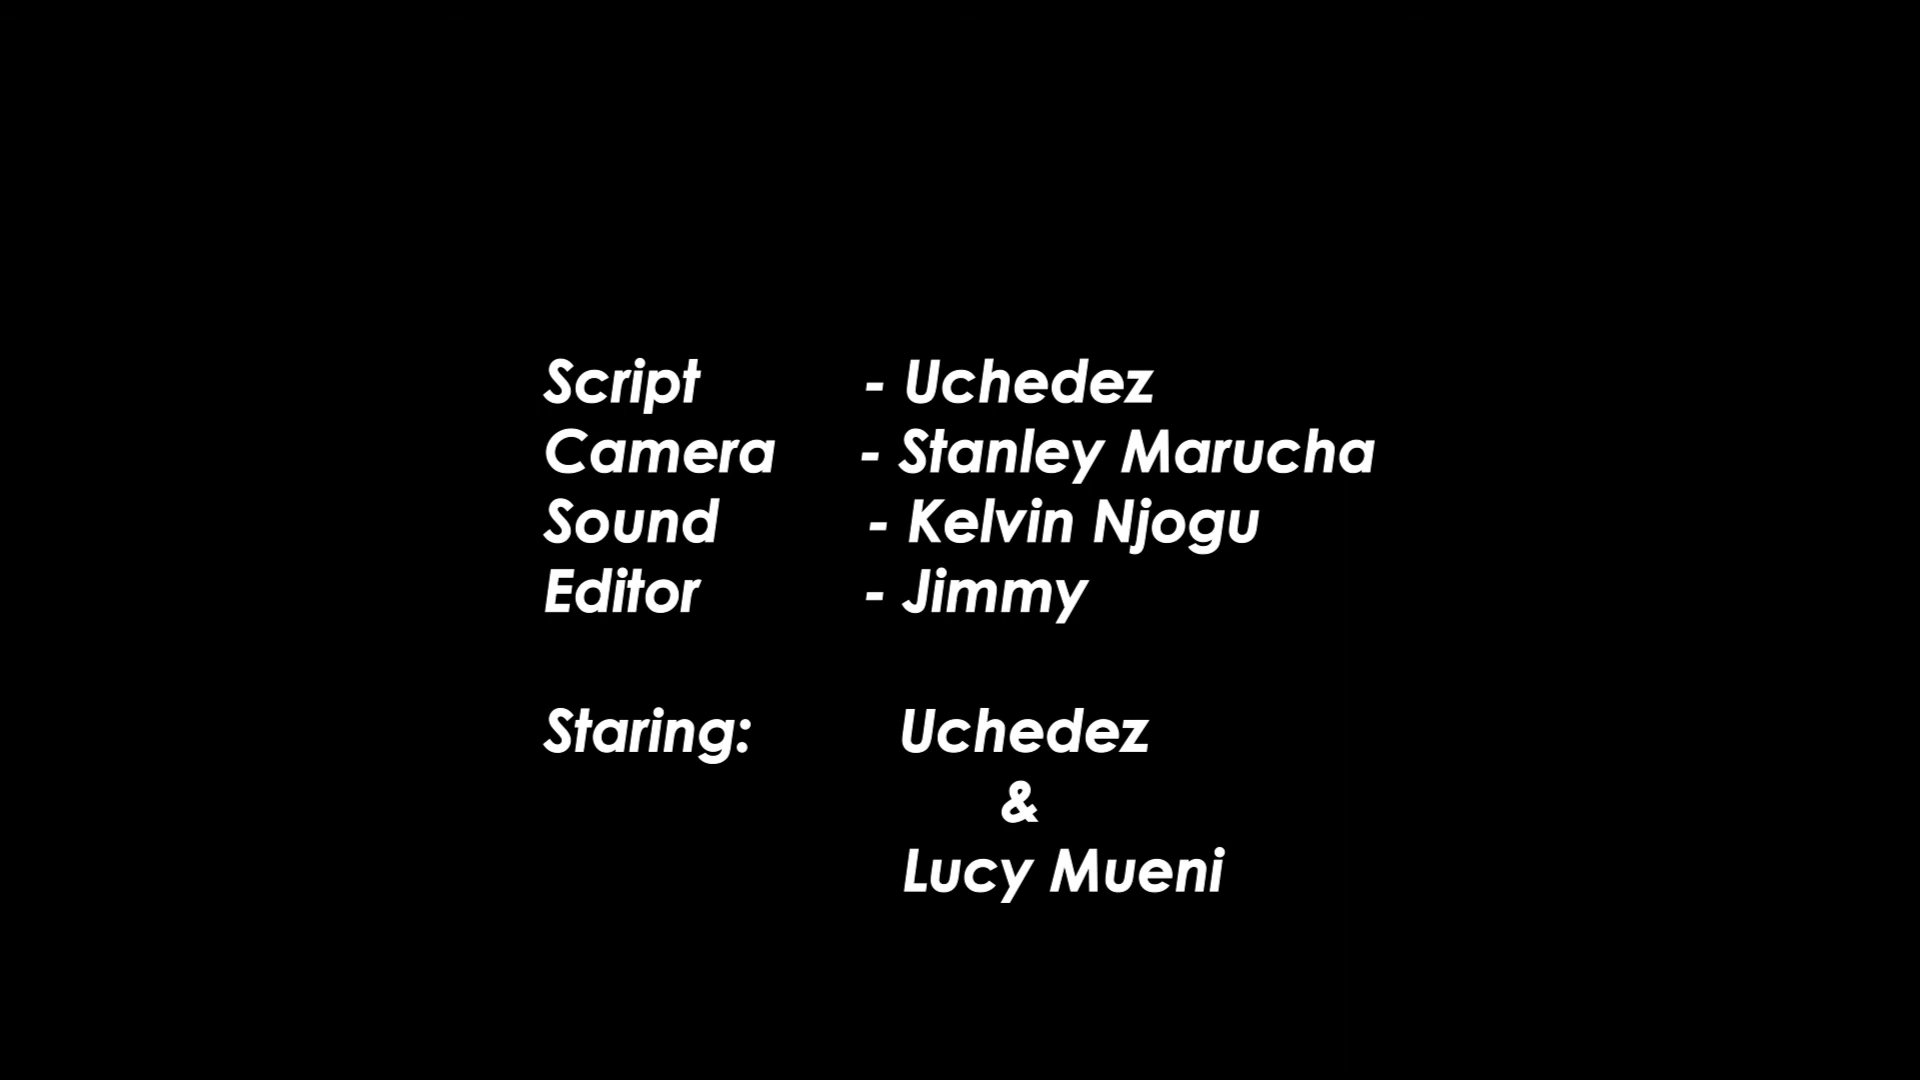 Script - Uchedez
Camera - Stanley Marucha
Sound - Kelvin Njogu
Editor - Jimmy
Staring: Uchedez
&
Lucy Mueni